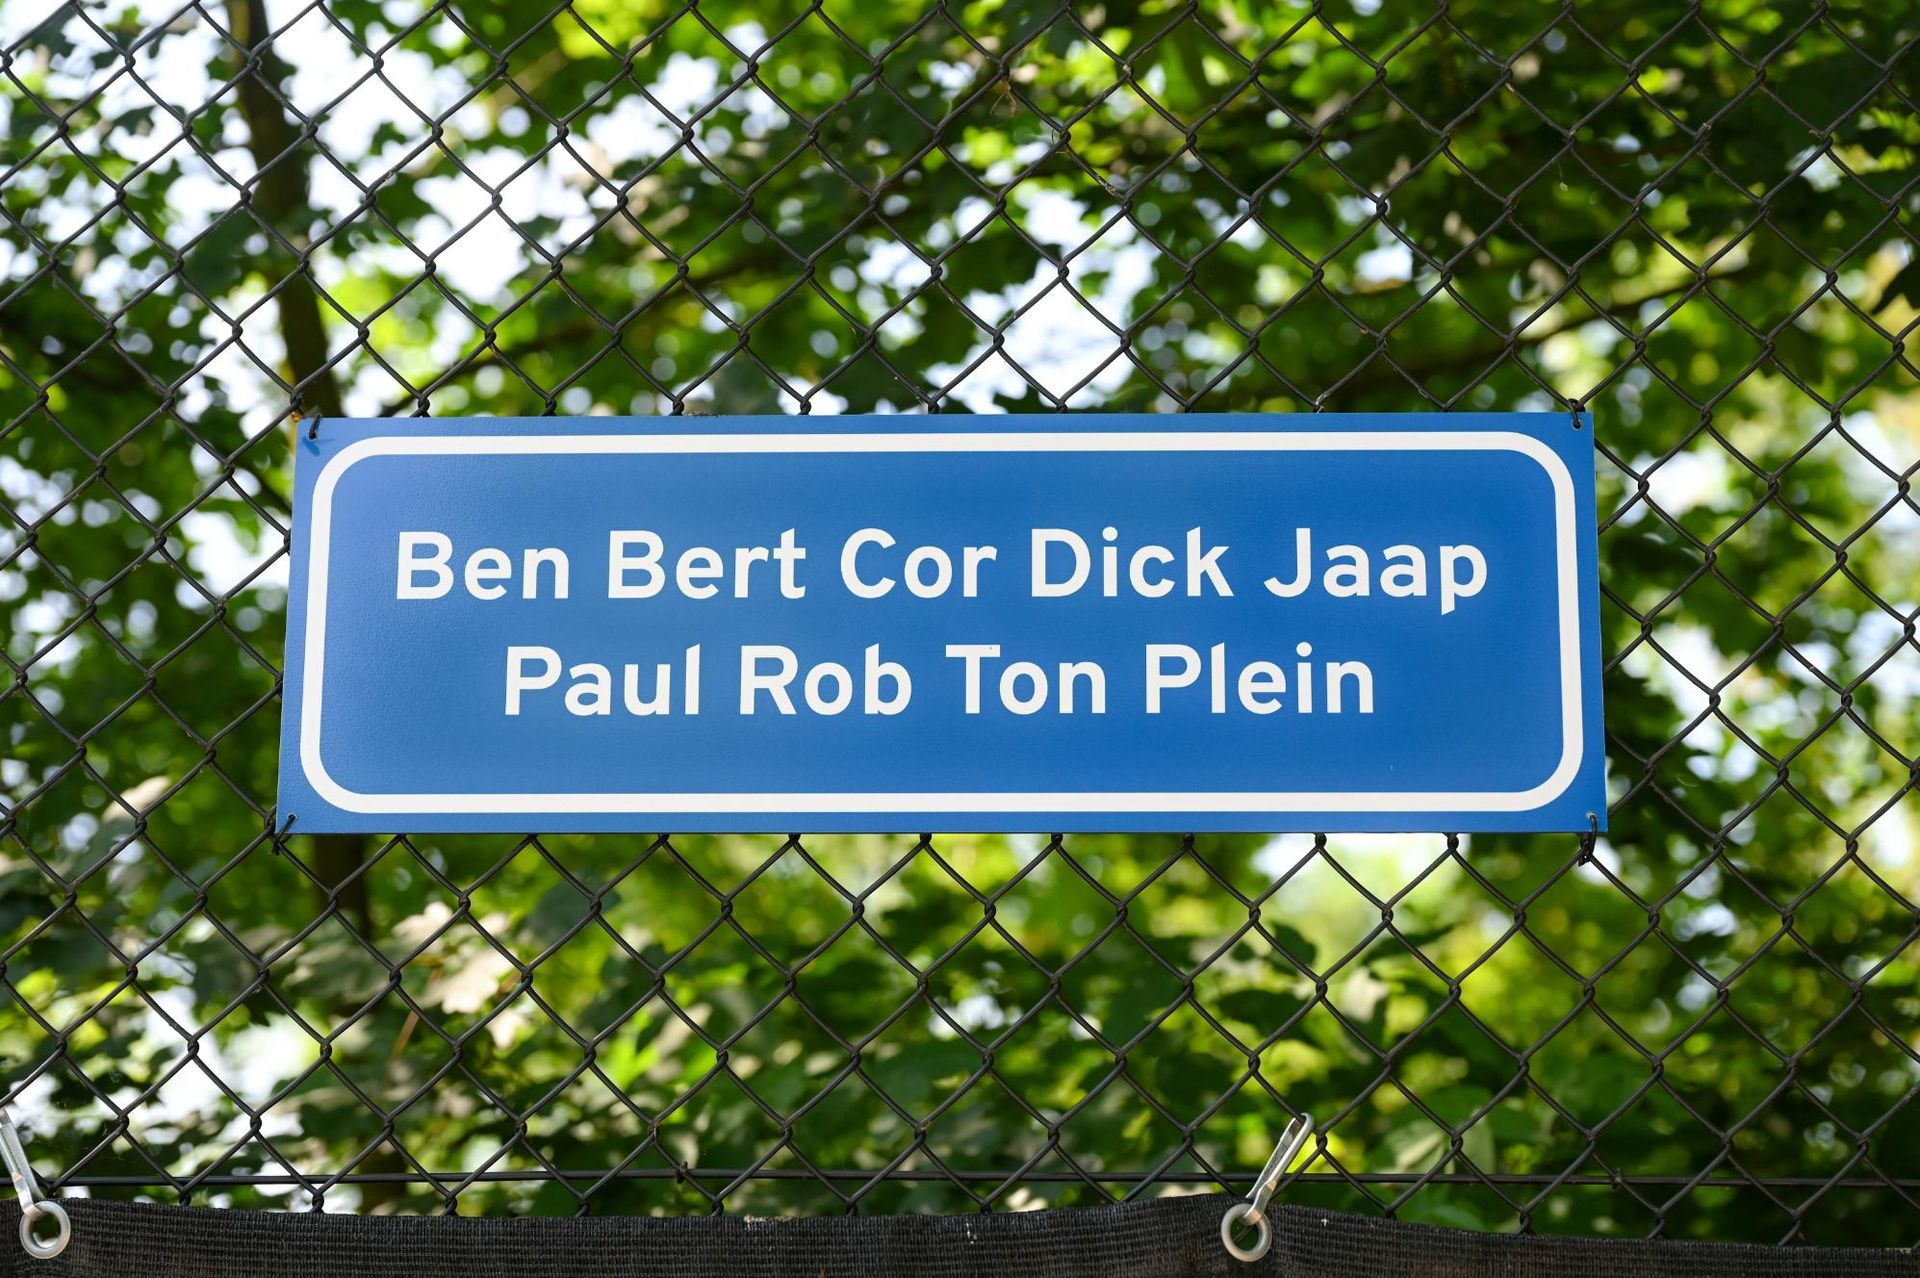 Ben Bert Cor Dick Jaap
Paul Rob Ton Plein